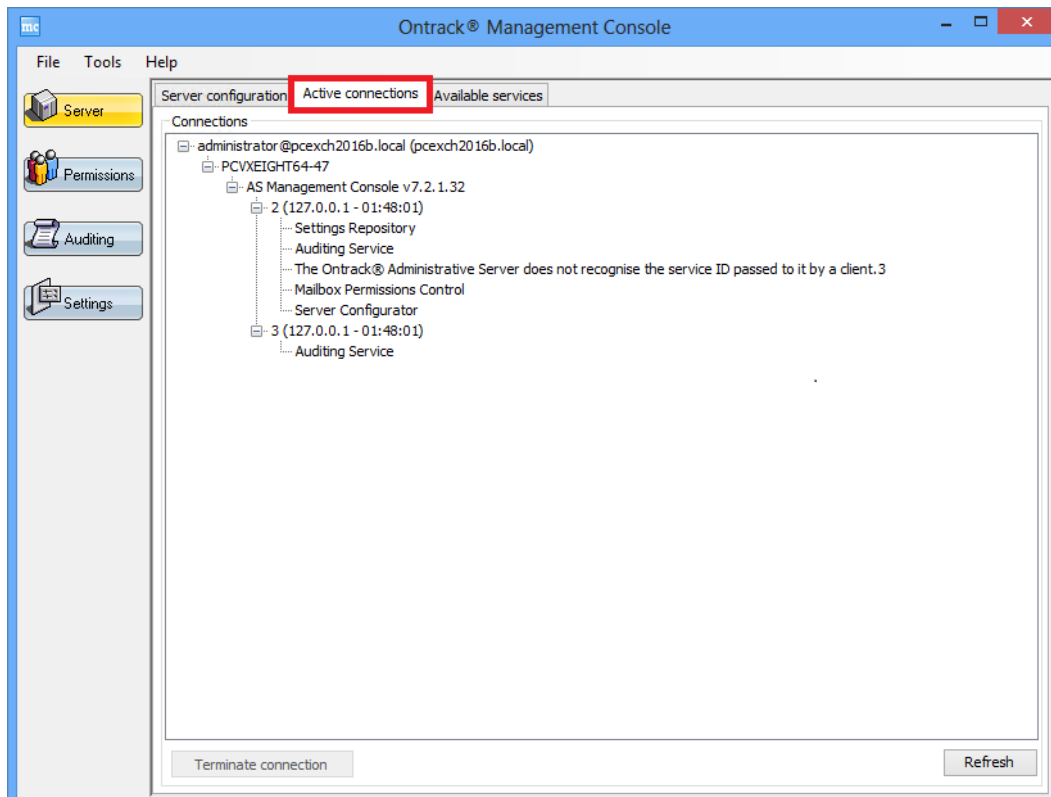 mc
Ontrack® Management Console
File Tools Help
Server
Permissions
Auditing
Settings
Server configuration Active connections Available services
Connections
administrator@pcexch2016b.local (pcexch2016b.local)
PCVXEIGHT64-47
AS Management Console v7.2.1.32
2 (127.0.0.1 - 01:48:01)
Settings Repository
Auditing Service
The Ontrack® Administrative Server does not recognise the service ID passed to it by a client.3
Mailbox Permissions Control
Server Configurator
3 (127.0.0.1 - 01:48:01)
Auditing Service
Terminate connection
Refresh